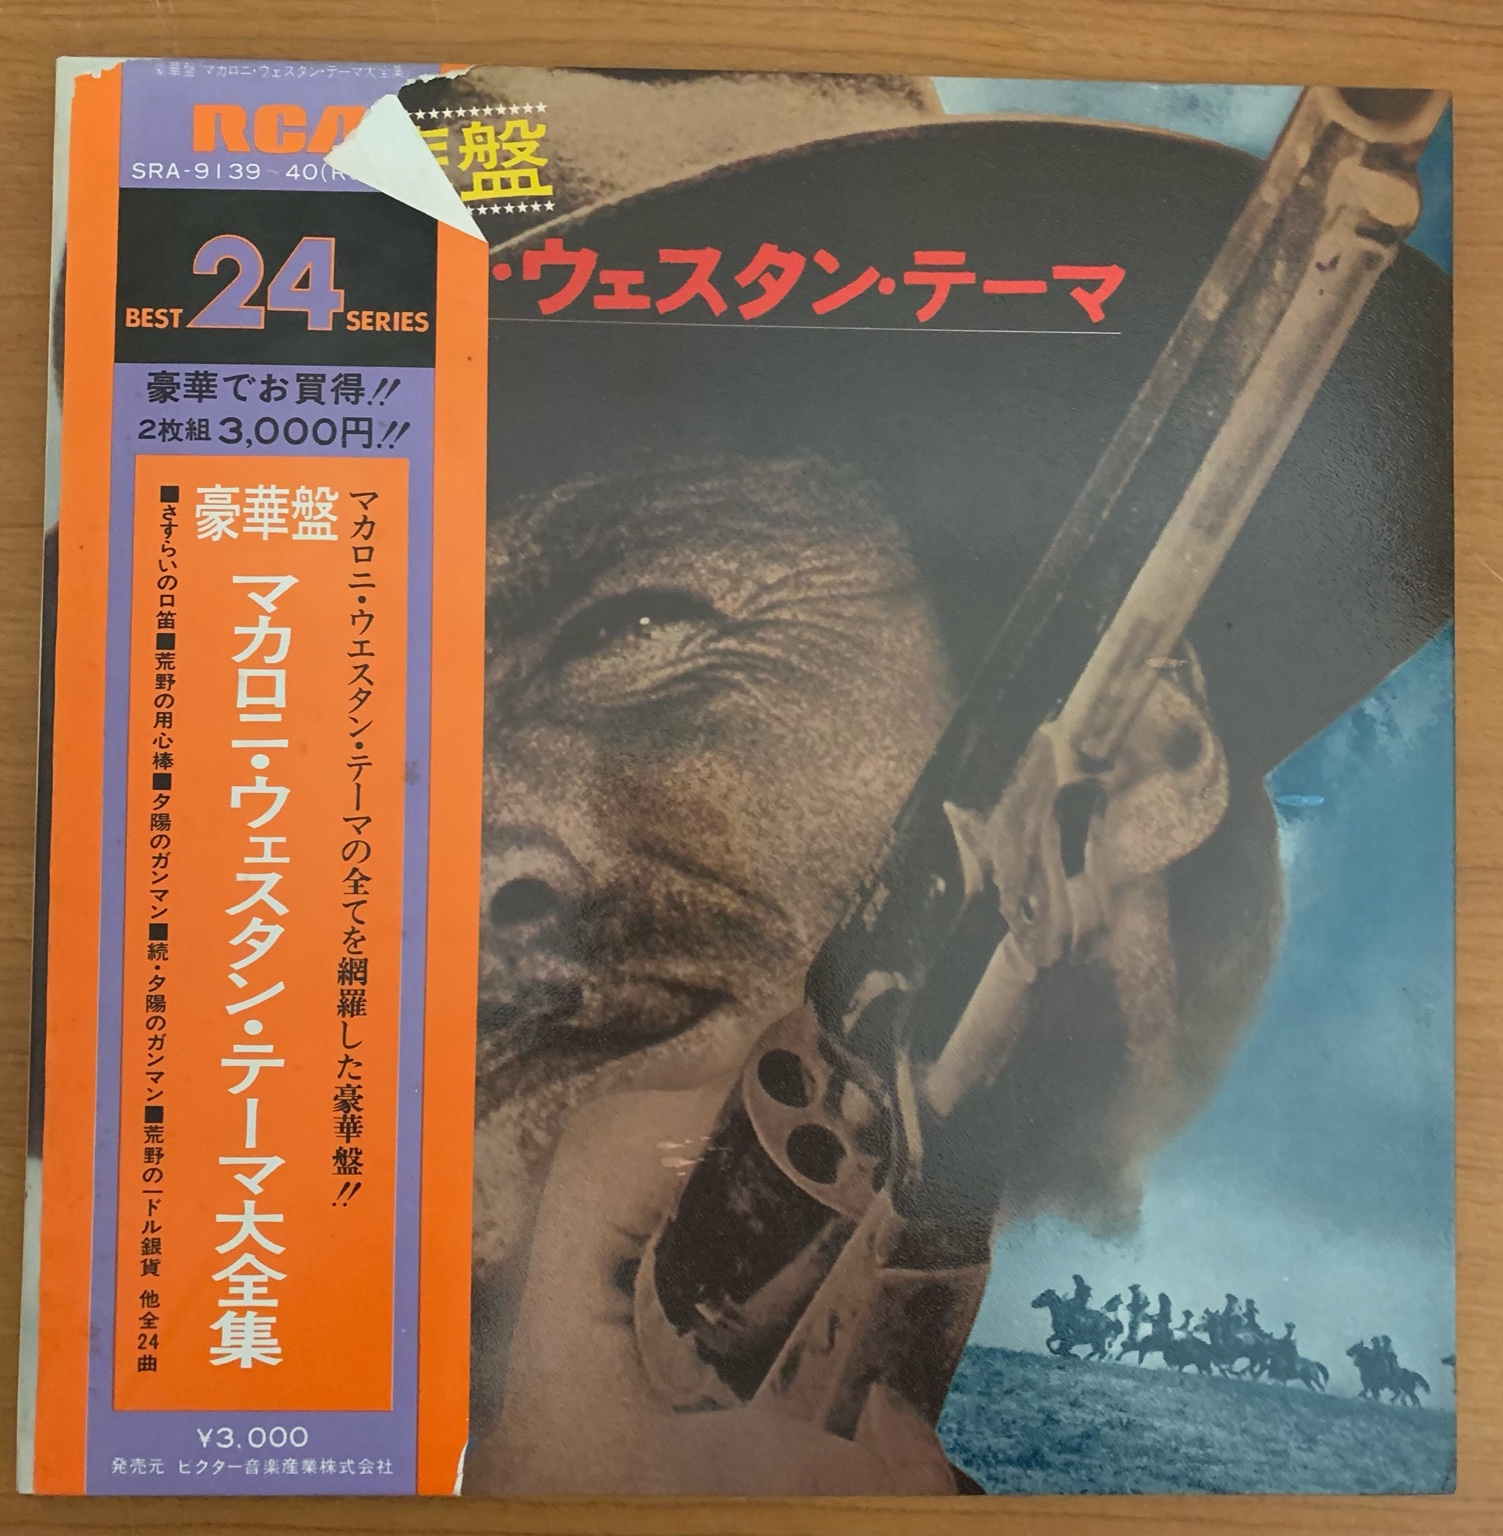 豪華盤 マカロニ・ウェスタン・テーマ大全集
RCA
SRA-9139~40(R
BEST 24 SERIES
豪華でお買得!!
2枚組 3,000円!!
マカロニ・ウエスタン・テーマの全てを網羅した豪華盤!!
豪華盤
マカロニ・ウェスタン・テーマ大全集
■さすらいの口笛■荒野の用心棒■夕陽のガンマン■続・夕陽のガンマン■荒野の一ドル銀貨 他全24曲
¥3,000
発売元 ビクター音楽産業株式会社
盤
・ウェスタン・テーマ